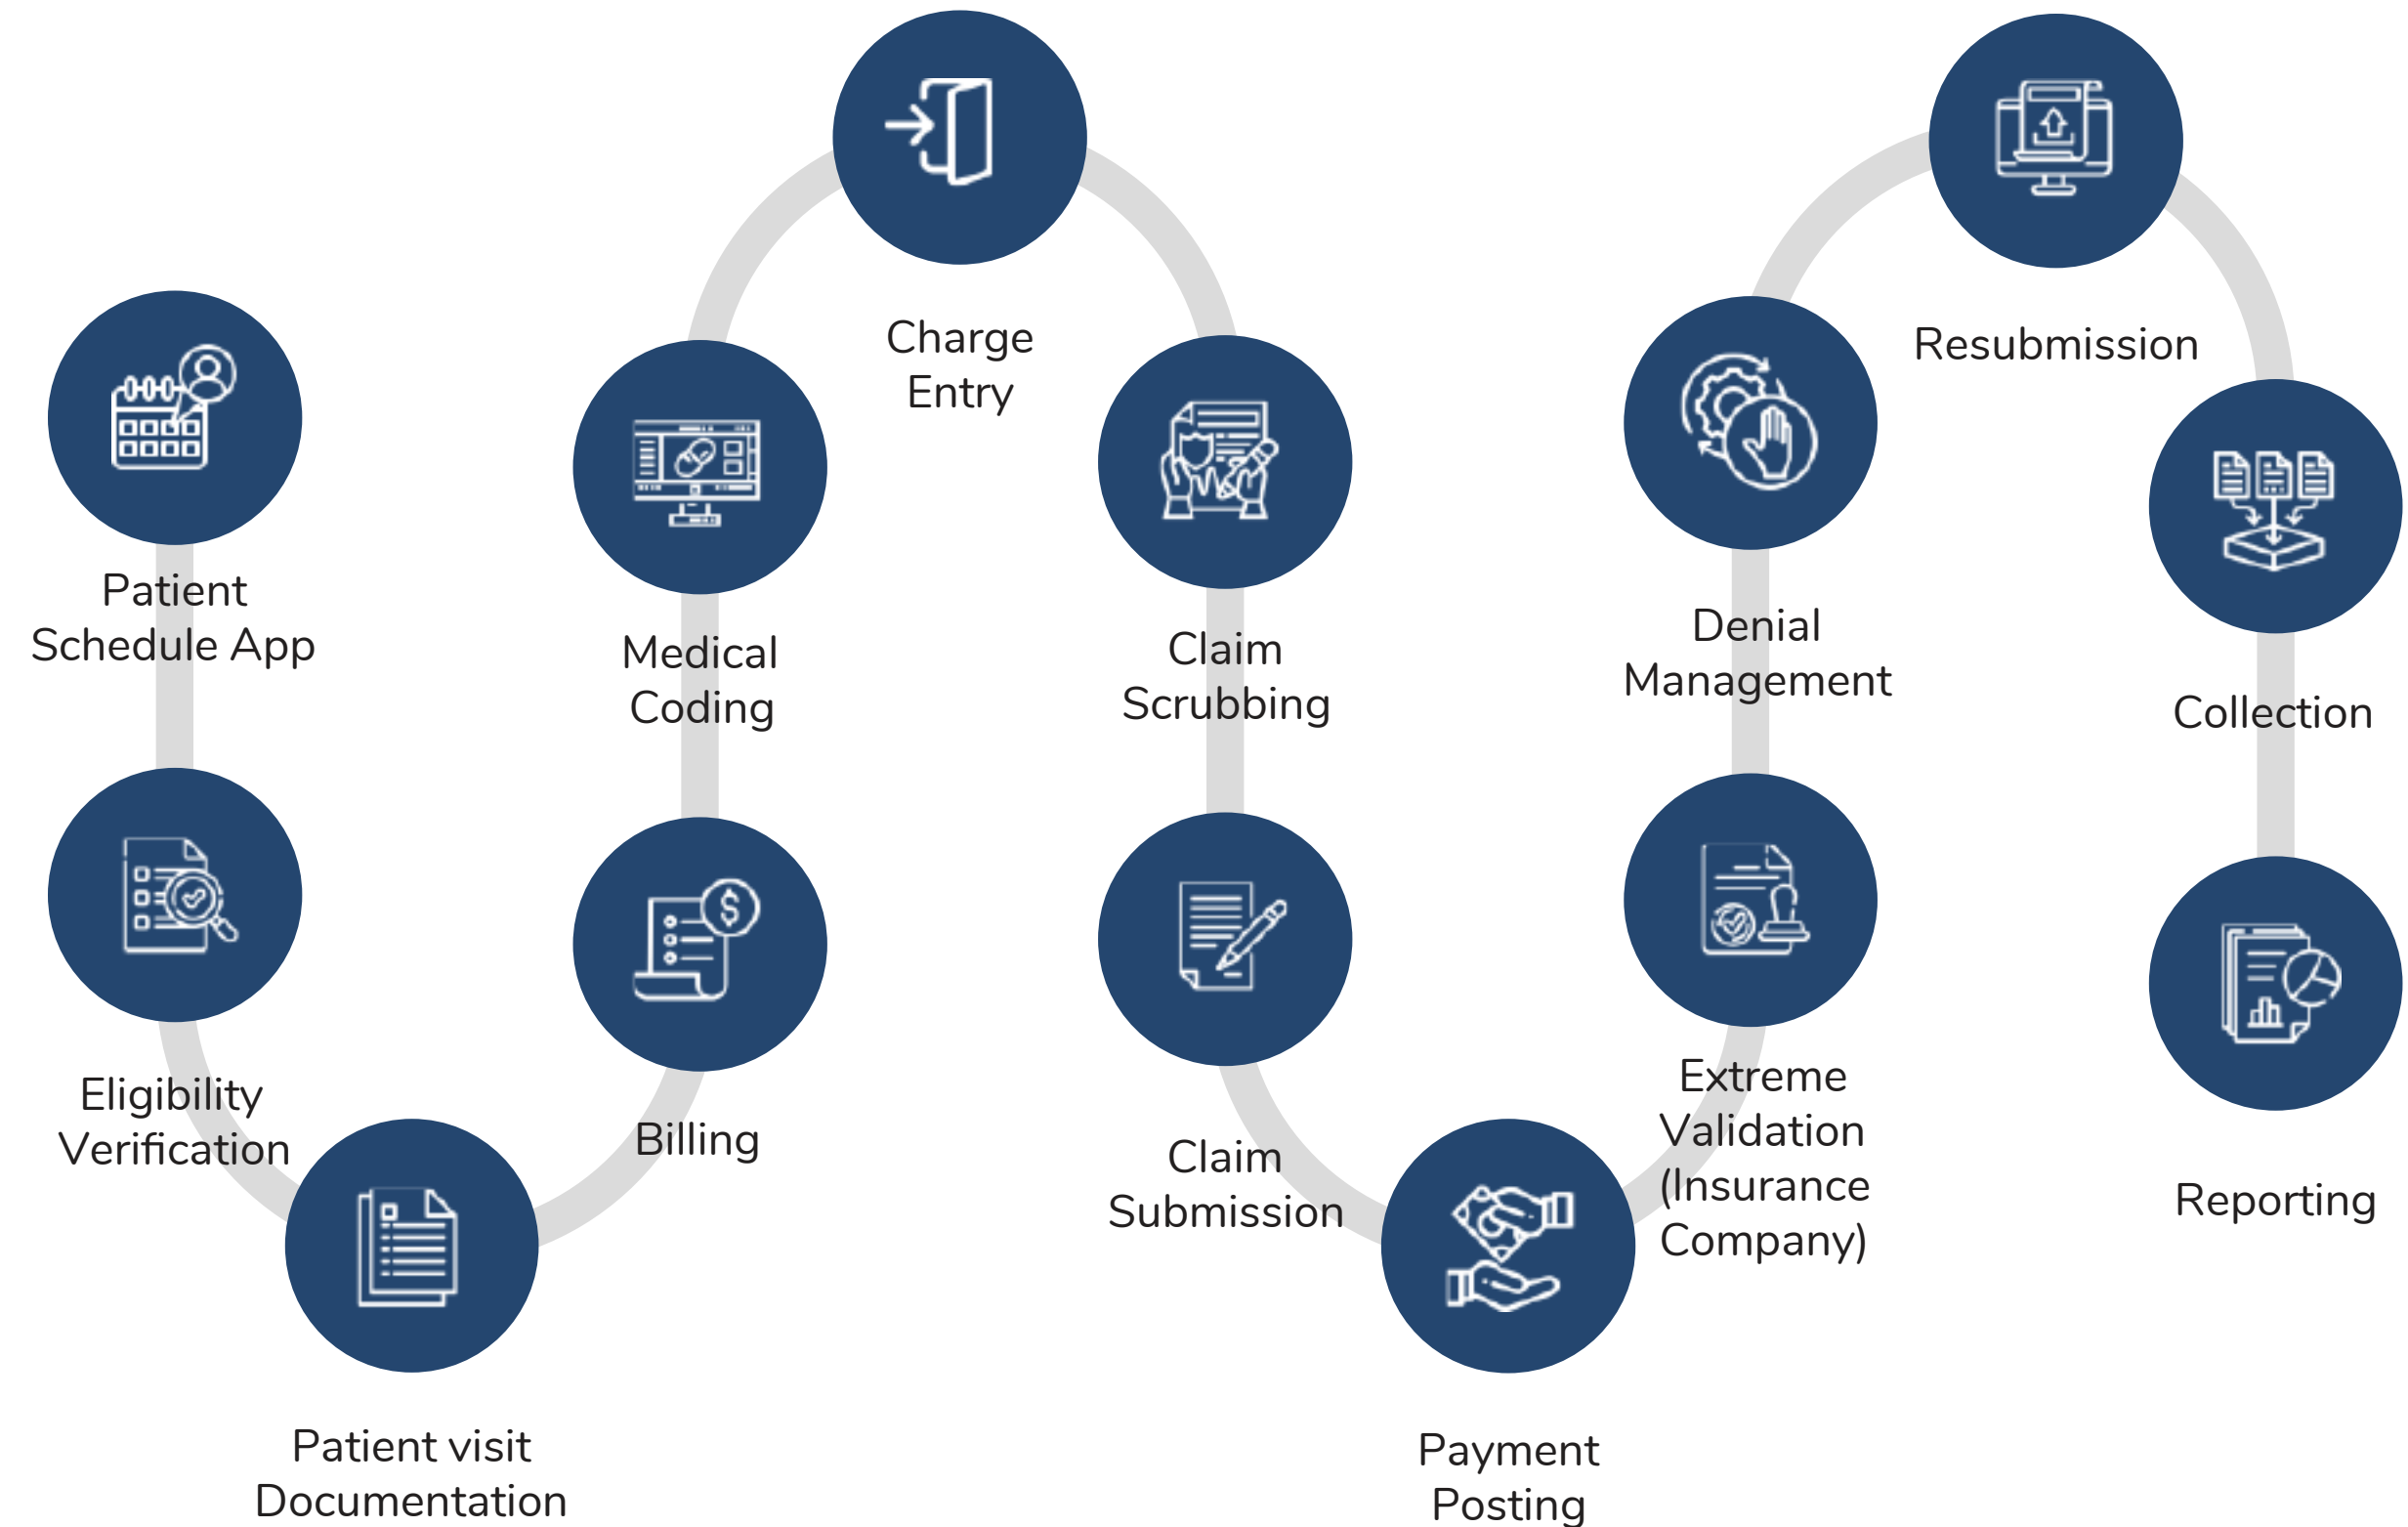 Patient
Schedule App
Eligibility
Verification
Patient visit
Documentation
Billing
Medical
Coding
Charge
Entry
Claim
Scrubbing
Claim
Submission
Payment
Posting
Extreme
Validation
(Insurance
Company)
Denial
Management
Resubmission
Collection
Reporting